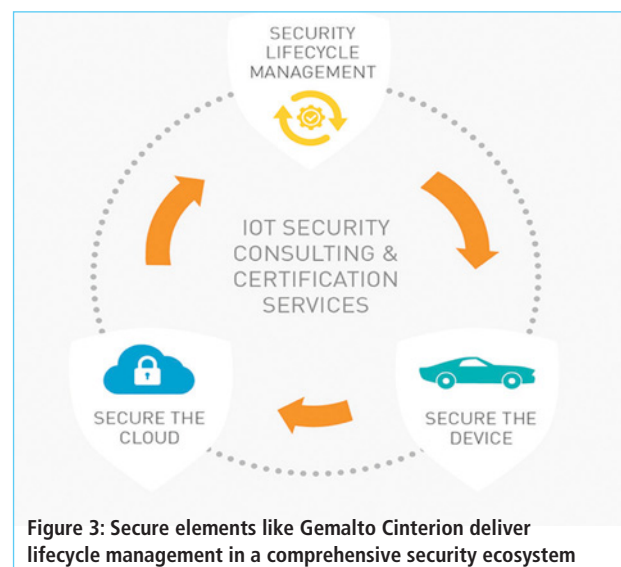 SECURITY
LIFECYCLE
MANAGEMENT
IOT SECURITY
CONSULTING &
CERTIFICATION
SERVICES
SECURE THE
CLOUD
SECURE THE
DEVICE
Figure 3: Secure elements like Gemalto Cinterion deliver
lifecycle management in a comprehensive security ecosystem